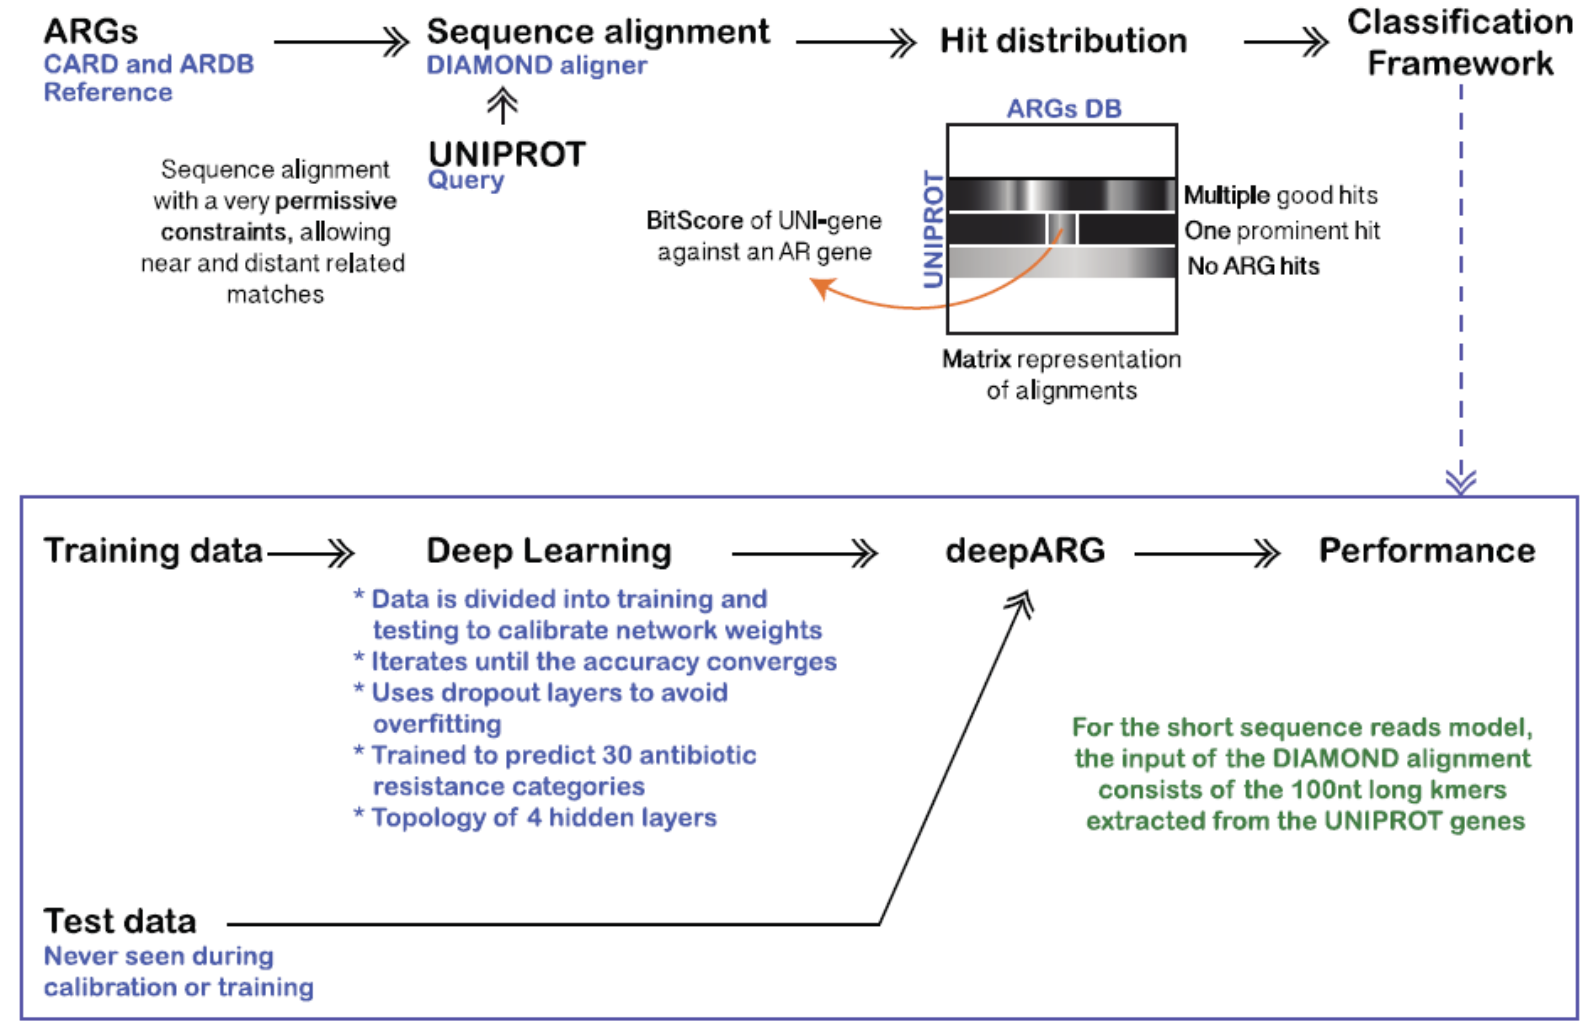 ARGs
CARD and ARDB
Reference
Sequence alignment
DIAMOND aligner
Hit distribution
Classification
Framework
UNIPROT
Query
Sequence alignment
with a very permissive
constraints, allowing
near and distant related
matches
BitScore of UNI-gene
against an AR gene
ARGs DB
UNIPROT
Multiple good hits
One prominent hit
No ARG hits
Matrix representation
of alignments
Training data
Deep Learning
* Data is divided into training and
testing to calibrate network weights
* Iterates until the accuracy converges
* Uses dropout layers to avoid
overfitting
* Trained to predict 30 antibiotic
resistance categories
* Topology of 4 hidden layers
deepARG
Performance
For the short sequence reads model,
the input of the DIAMOND alignment
consists of the 100nt long kmers
extracted from the UNIPROT genes
Test data
Never seen during
calibration or training